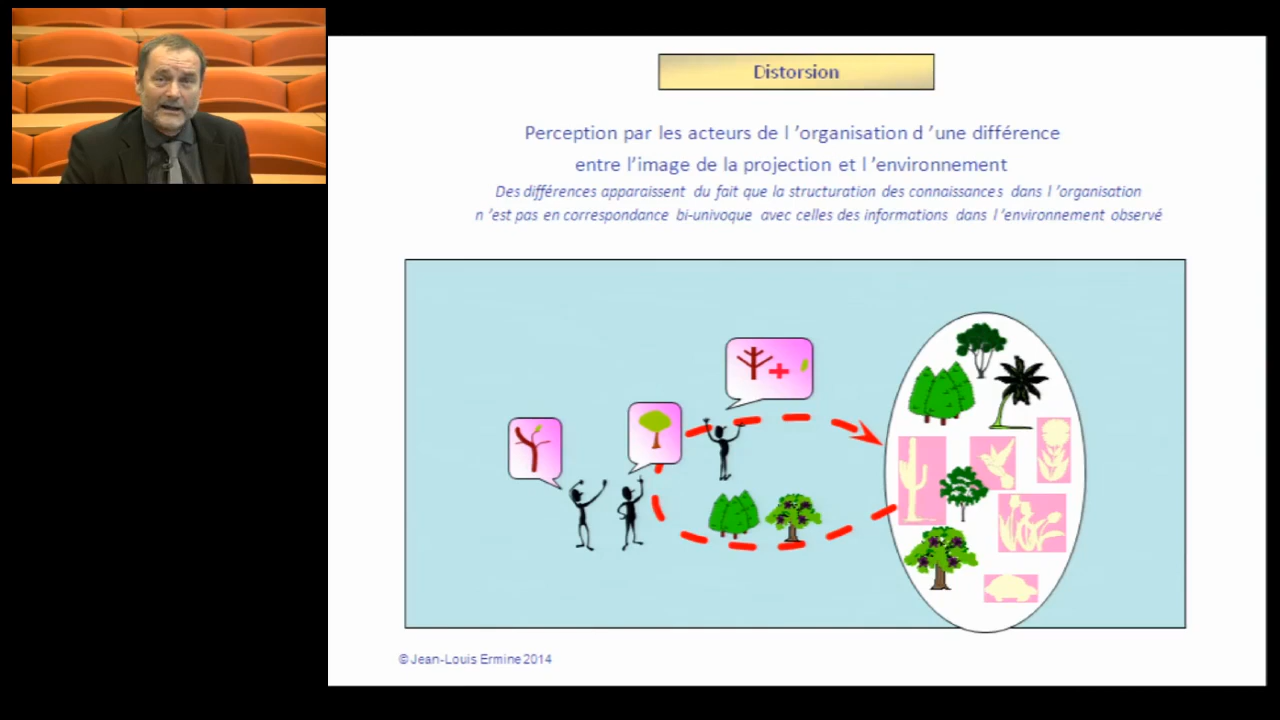 Distorsion
Perception par les acteurs de l ’organisation d ’une différence
entre l’image de la projection et l ’environnement
Des différences apparaissent du fait que la structuration des connaissances dans l ’organisation
n ’est pas en correspondance bi-univoque avec celles des informations dans l ’environnement observé
© Jean-Louis Ermine 2014